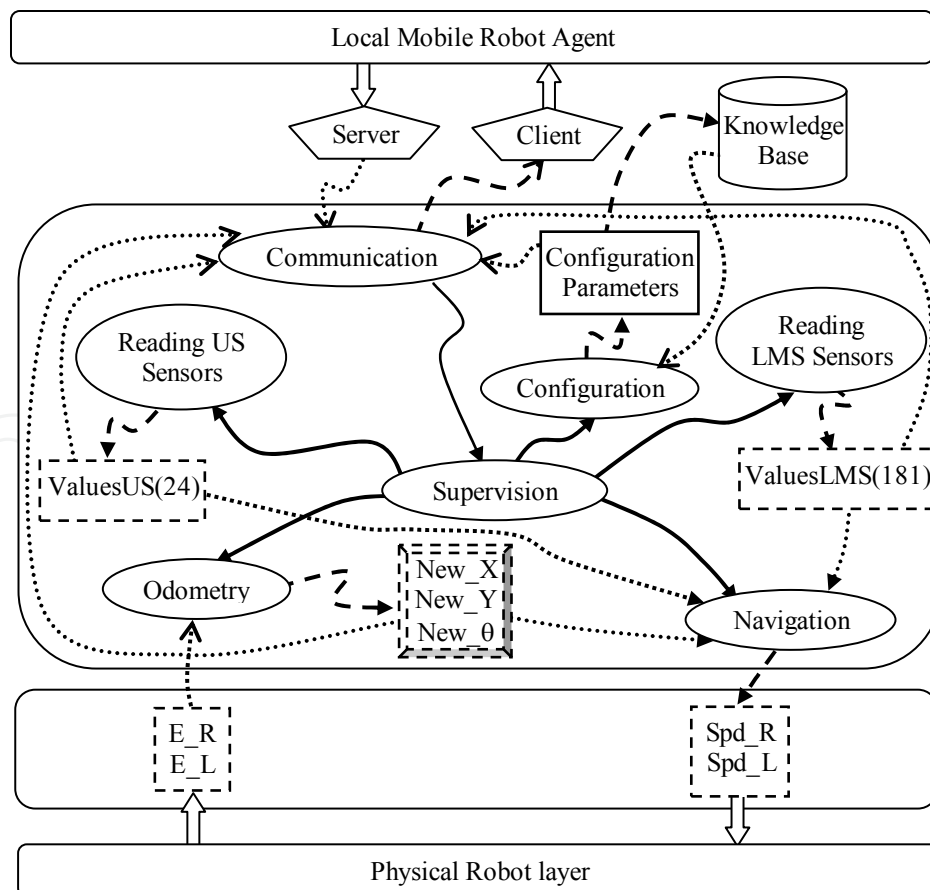 Local Mobile Robot Agent
Server
Client
Knowledge
Base
Communication
Configuration
Parameters
Reading US
Sensors
Reading
LMS Sensors
Configuration
ValuesUS(24)
Supervision
ValuesLMS(181)
Odometry
New_X
New_Y
New_θ
Navigation
E_R
E_L
Spd_R
Spd_L
Physical Robot layer